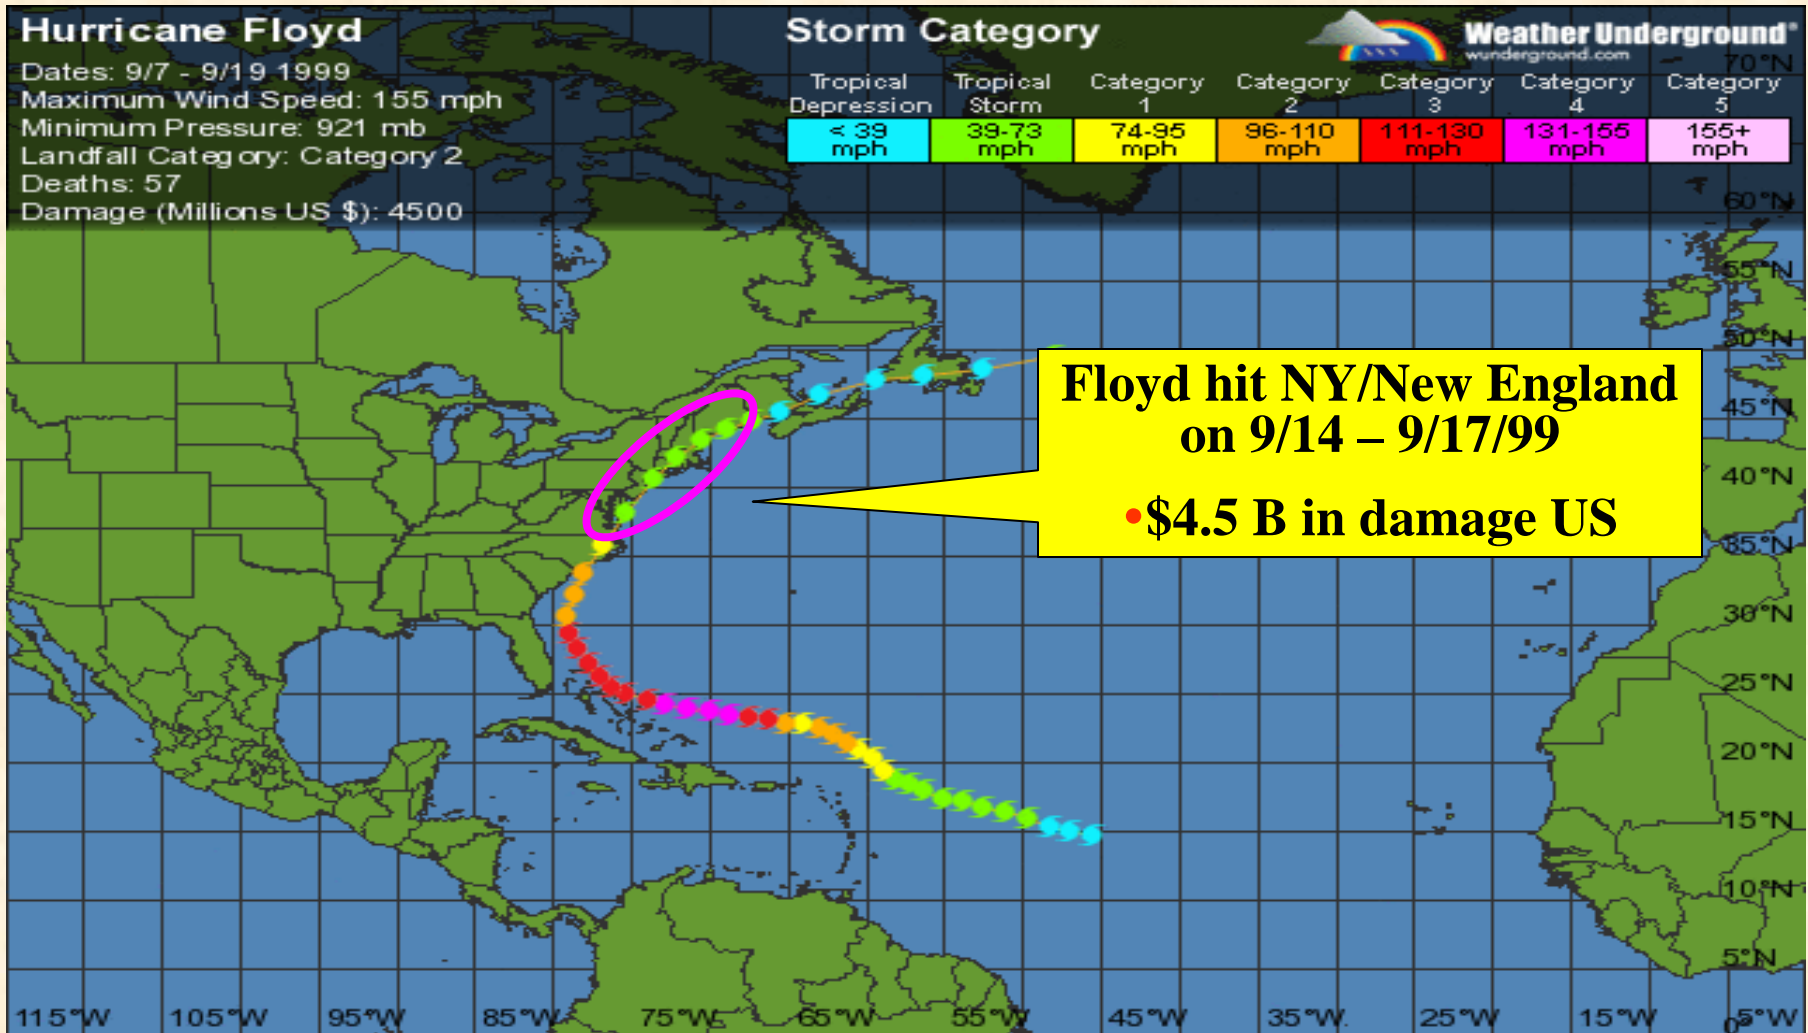 Hurricane Floyd
Dates: 9/7 - 9/19 1999
Maximum Wind Speed: 155 mph
Minimum Pressure: 921 mb
Landfall Category: Category 2
Deaths: 57
Damage (Millions US $): 4500
Storm Category
Weather Underground®
wunderground.com
Tropical Depression
Tropical Storm
Category 1
Category 2
Category 3
Category 4
Category 5
< 39 mph
39-73 mph
74-95 mph
96-110 mph
111-130 mph
131-155 mph
155+ mph
70°N
60°N
55°N
50°N
45°N
40°N
35°N
30°N
25°N
20°N
15°N
10°N
5°N
0°
Floyd hit NY/New England
on 9/14 – 9/17/99
•$4.5 B in damage US
115°W 105°W 95°W 85°W 75°W 65°W 55°W 45°W 35°W 25°W 15°W 5°W